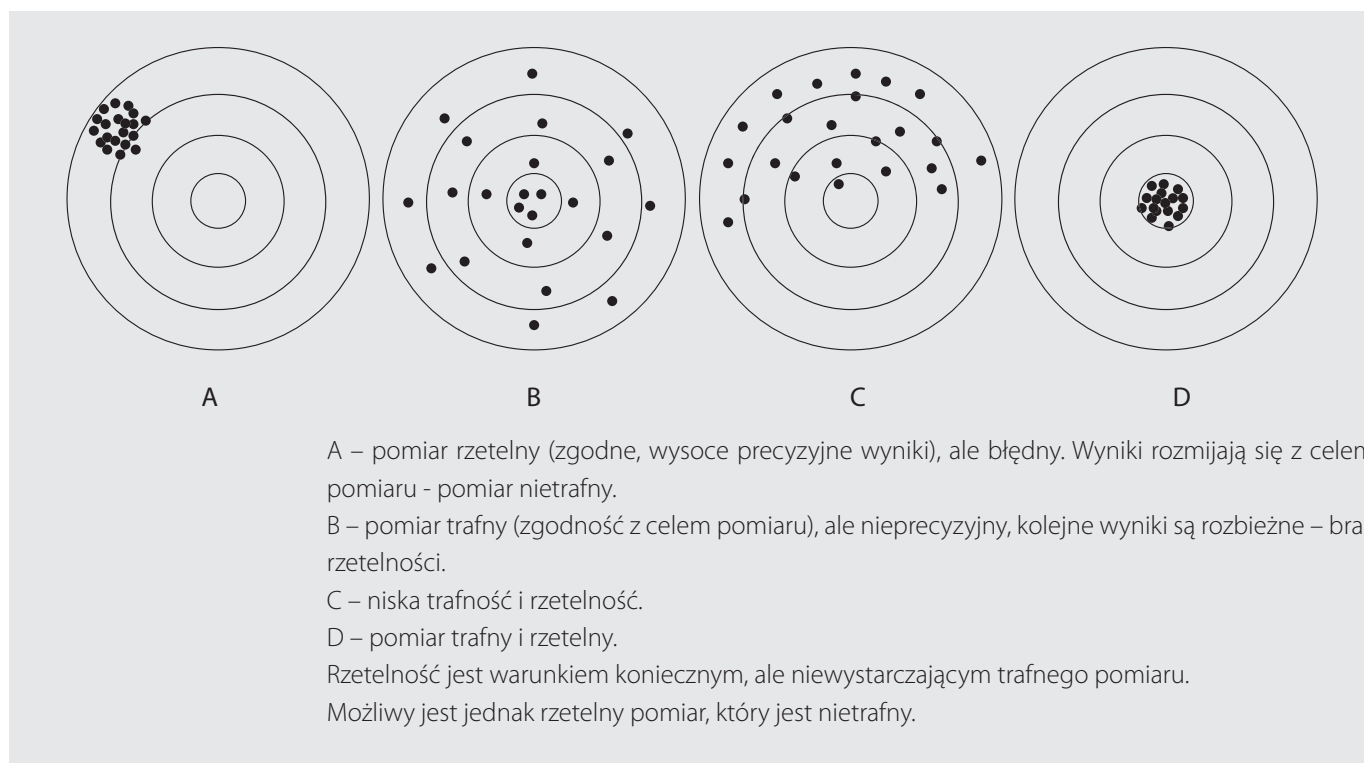 A B C D
A – pomiar rzetelny (zgodne, wysoce precyzyjne wyniki), ale błędny. Wyniki rozmijają się z celem
pomiaru - pomiar nietrafny.
B – pomiar trafny (zgodność z celem pomiaru), ale nieprecyzyjny, kolejne wyniki są rozbieżne –
rzetelności.
C – niska trafność i rzetelność.
D – pomiar trafny i rzetelny.
Rzetelność jest warunkiem koniecznym, ale niewystarczającym trafnego pomiaru.
Możliwy jest jednak rzetelny pomiar, który jest nietrafny.